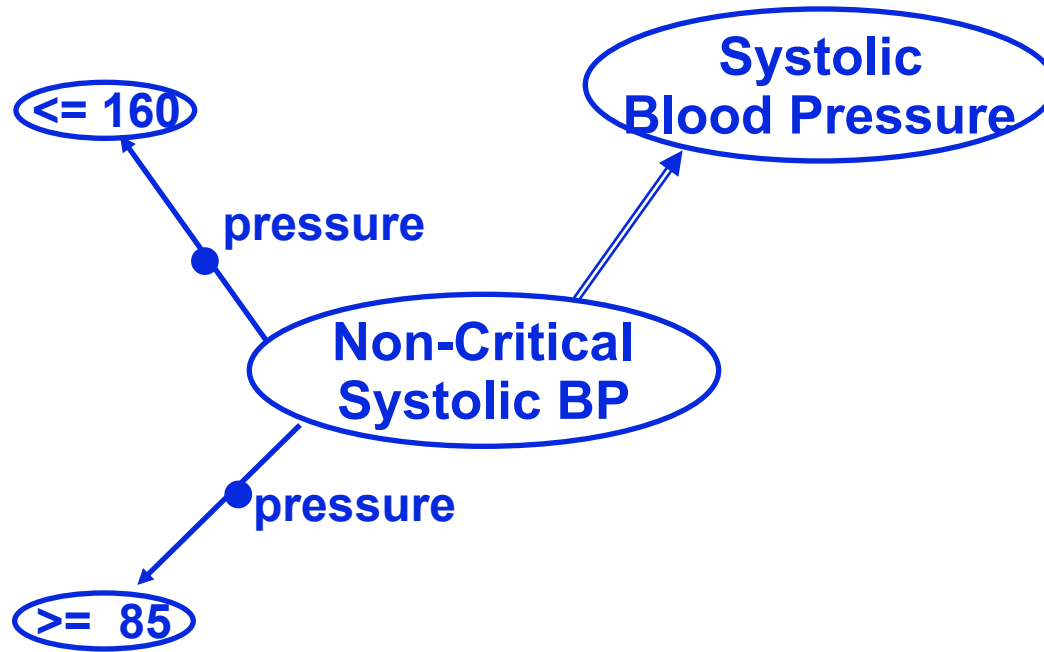 Systolic
Blood Pressure
<= 160
pressure
Non-Critical
Systolic BP
pressure
>= 85